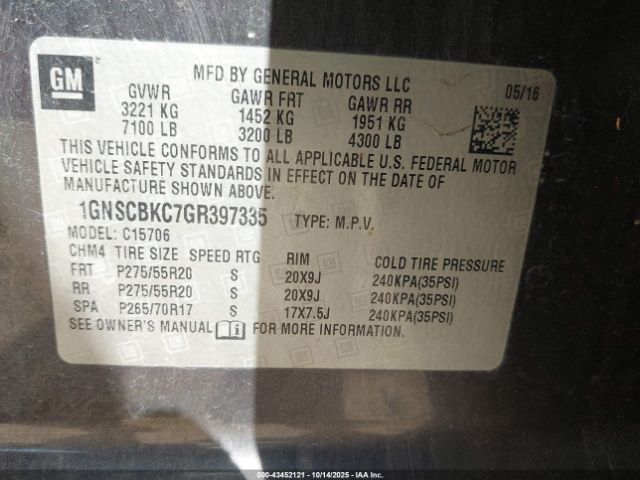 GM
MFD BY GENERAL MOTORS LLC
05/16
GVWR GAWR FRT GAWR RR
3221 KG 1452 KG 1951 KG
7100 LB 3200 LB 4300 LB
THIS VEHICLE CONFORMS TO ALL APPLICABLE U.S. FEDERAL MOTOR
VEHICLE SAFETY STANDARDS IN EFFECT ON THE DATE OF
MANUFACTURE SHOWN ABOVE.
1GNSCBKC7GR397335 TYPE: M.P.V.
MODEL: C15706
CHM4 TIRE SIZE SPEED RTG RIM COLD TIRE PRESSURE
FRT P275/55R20 S 20X9J 240KPA(35PSI)
RR P275/55R20 S 20X9J 240KPA(35PSI)
SPA P265/70R17 S 17X7.5J 240KPA(35PSI)
SEE OWNER'S MANUAL FOR MORE INFORMATION.
000-43452121 - 10/14/2025 - IAA Inc.